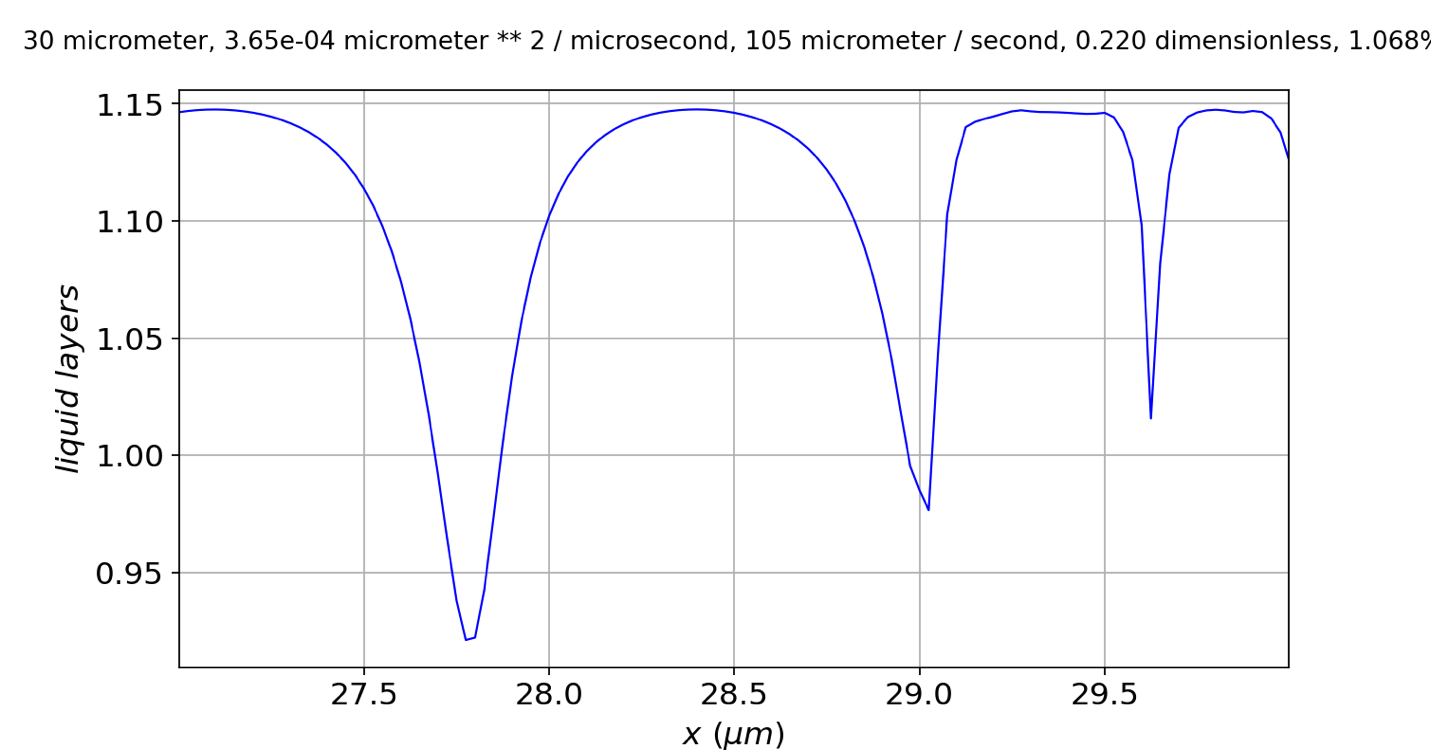 30 micrometer, 3.65e-04 micrometer ** 2 / microsecond, 105 micrometer / second, 0.220 dimensionless, 1.068%
1.15
1.10
1.05
1.00
0.95
liquid layers
27.5 28.0 28.5 29.0 29.5
x (μm)